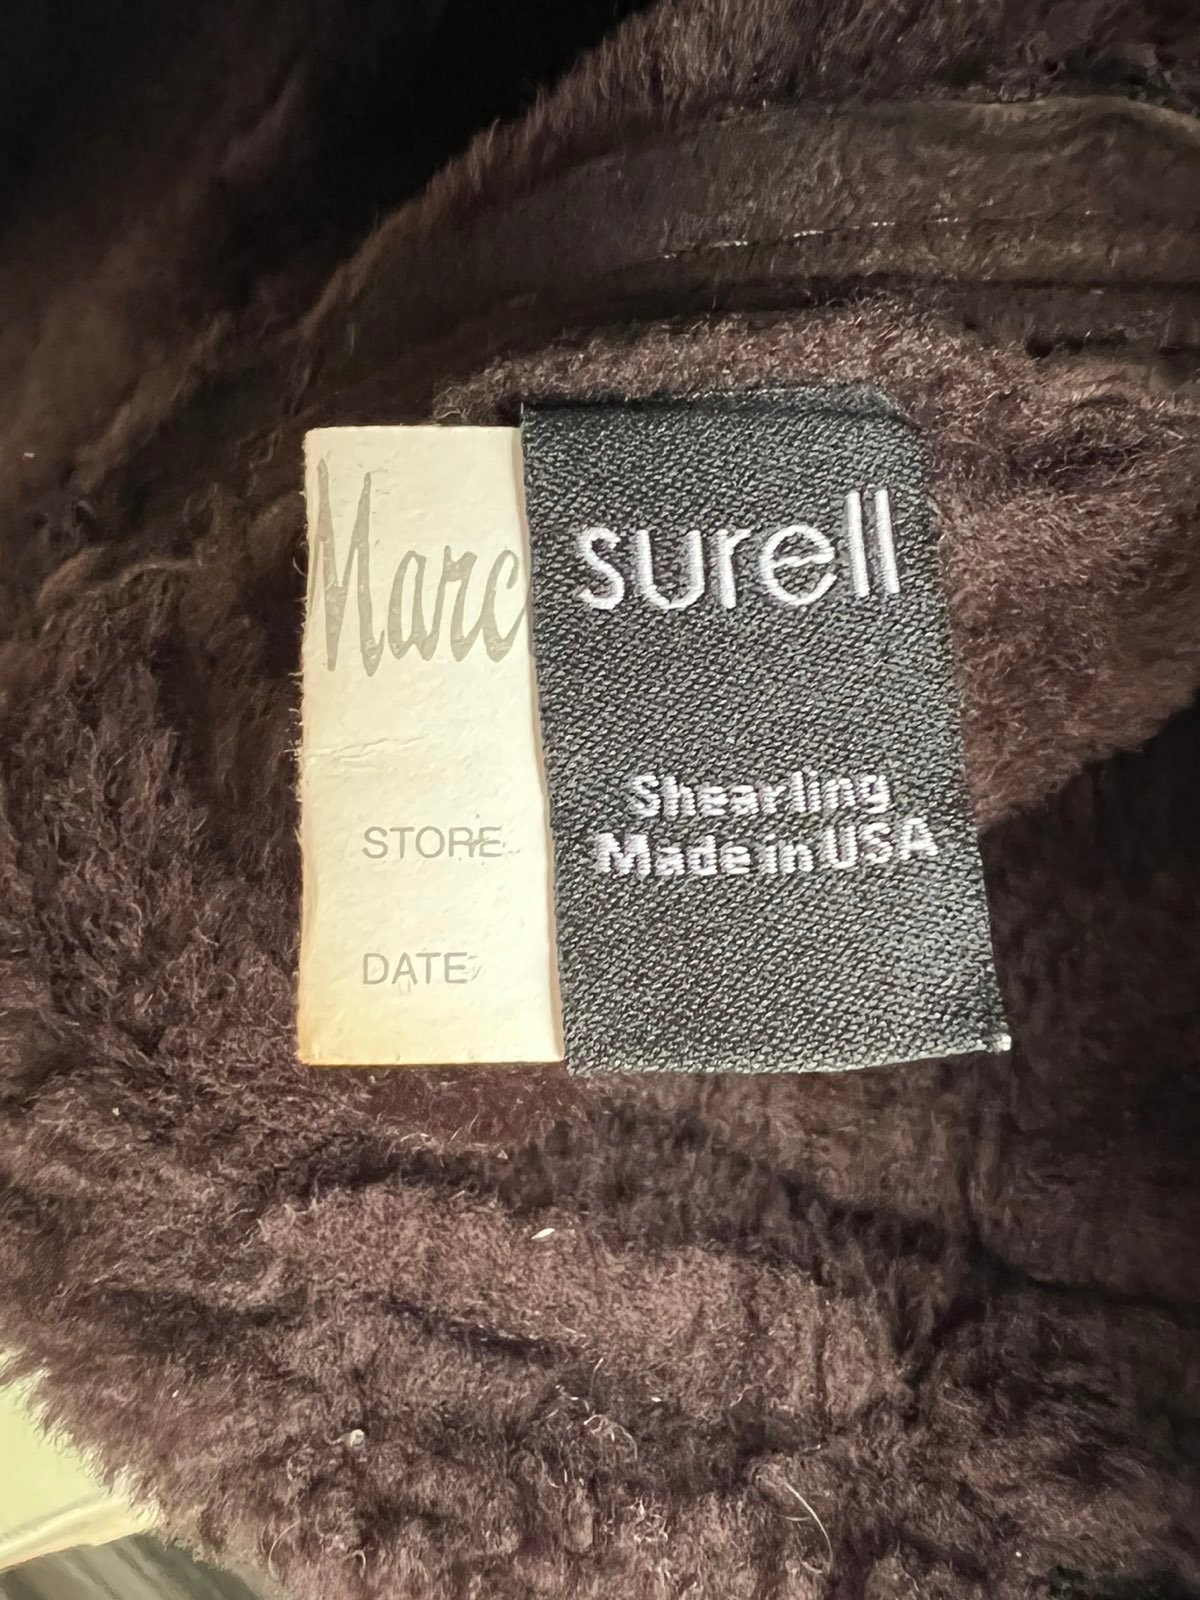 Marc
STORE
DATE
surell
Shearling
Made in USA